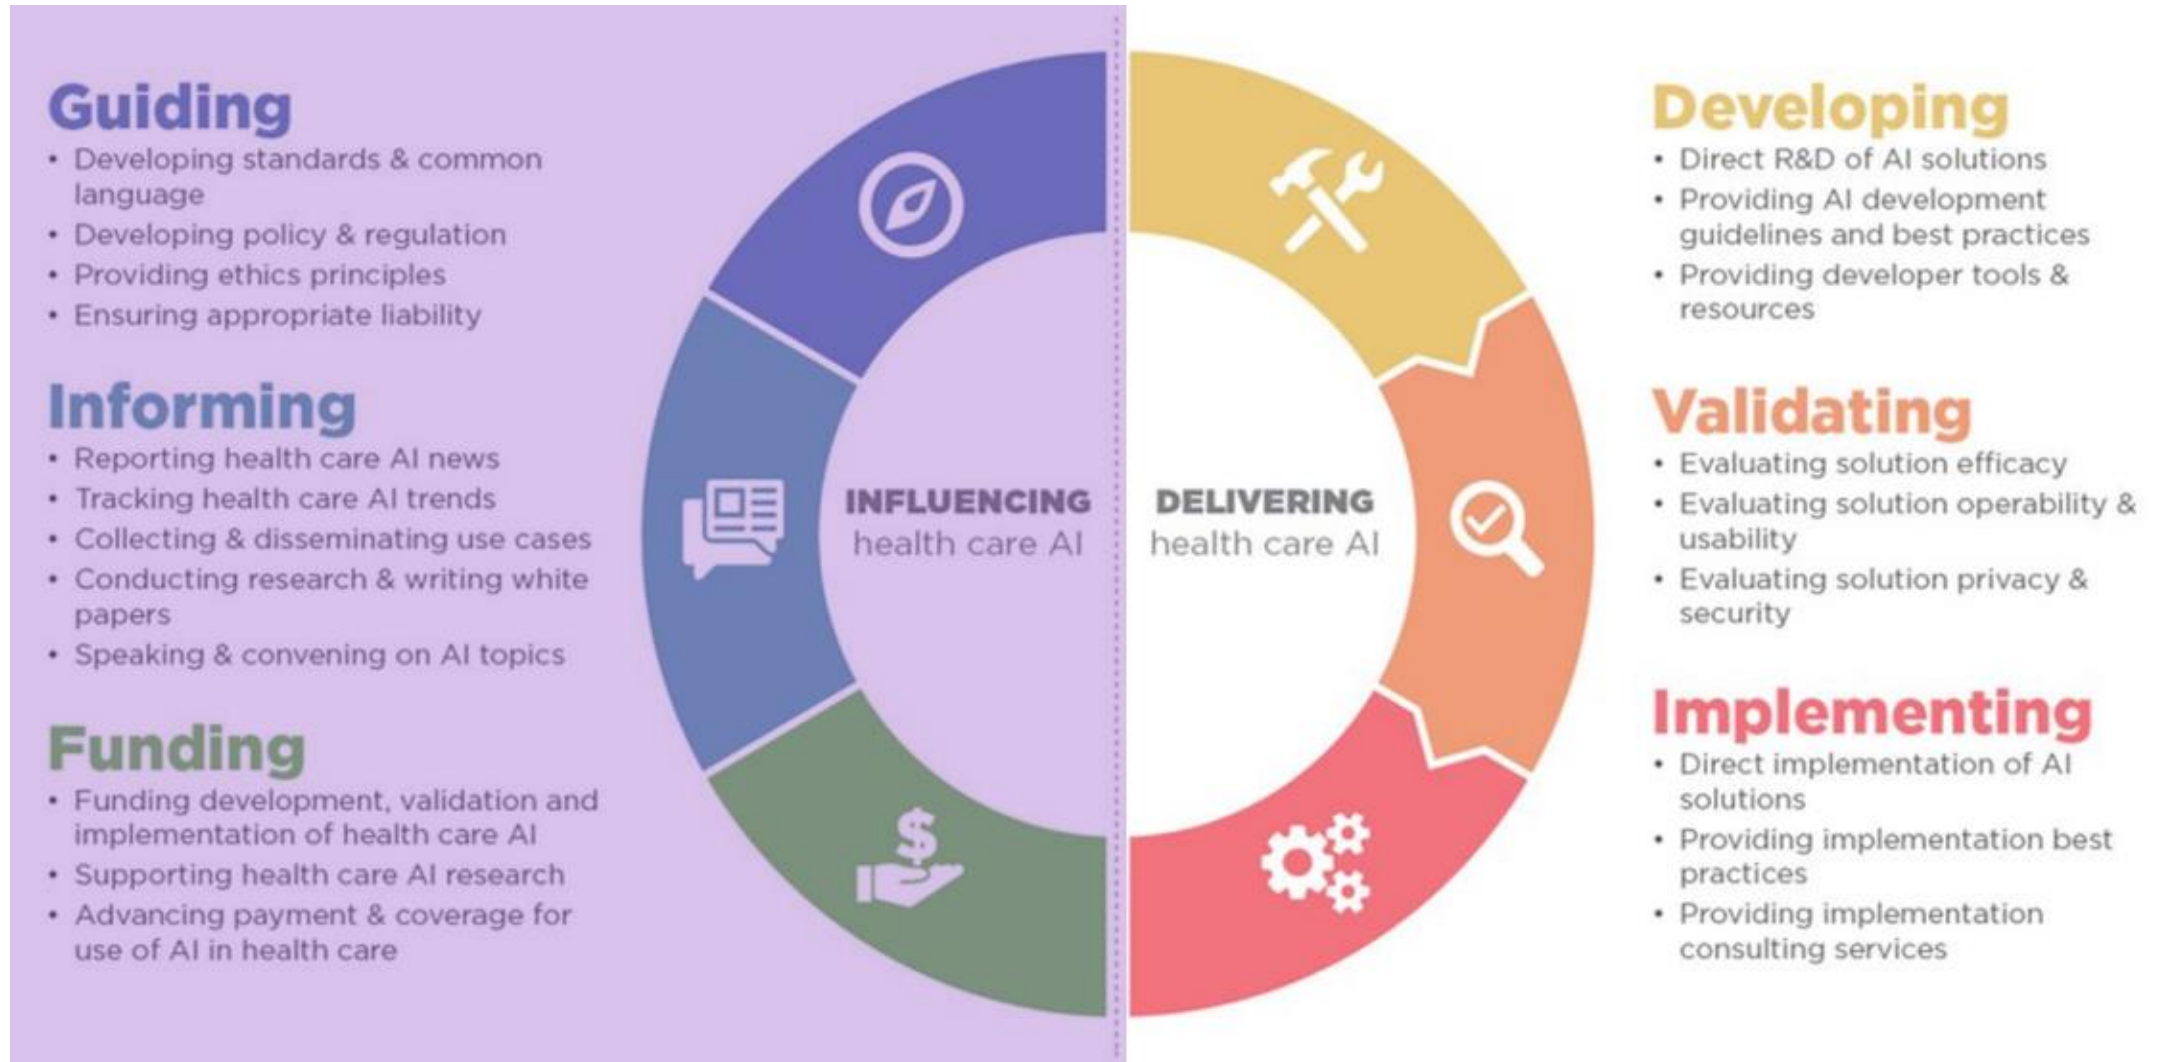 Guiding
• Developing standards & common
language
• Developing policy & regulation
• Providing ethics principles
• Ensuring appropriate liability
Informing
• Reporting health care AI news
• Tracking health care AI trends
• Collecting & disseminating use cases
• Conducting research & writing white
papers
• Speaking & convening on AI topics
Funding
• Funding development, validation and
implementation of health care AI
• Supporting health care AI research
• Advancing payment & coverage for
use of AI in health care
INFLUENCING
health care AI
$
DELIVERING
health care AI
Developing
• Direct R&D of AI solutions
• Providing AI development
guidelines and best practices
• Providing developer tools &
resources
Validating
• Evaluating solution efficacy
• Evaluating solution operability &
usability
• Evaluating solution privacy &
security
Implementing
• Direct implementation of AI
solutions
• Providing implementation best
practices
• Providing implementation
consulting services